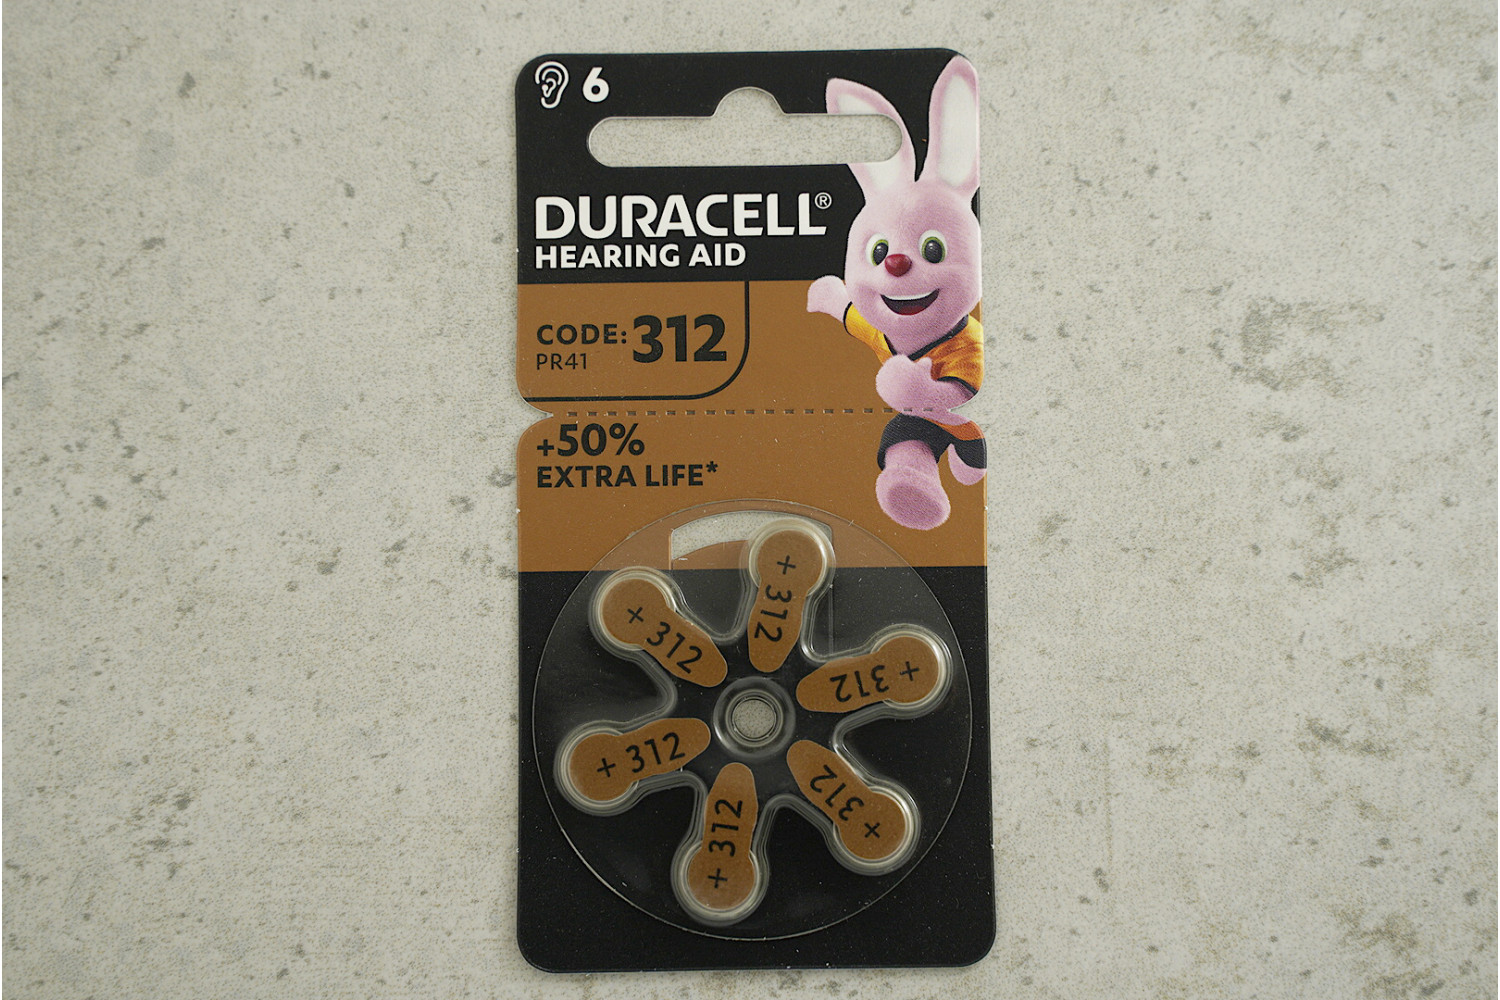 6
DURACELL®
HEARING AID
CODE: 312
PR41
+50%
EXTRA LIFE*
+ 312
+ 312
+ 312
+ 312
+ 312
+ 312